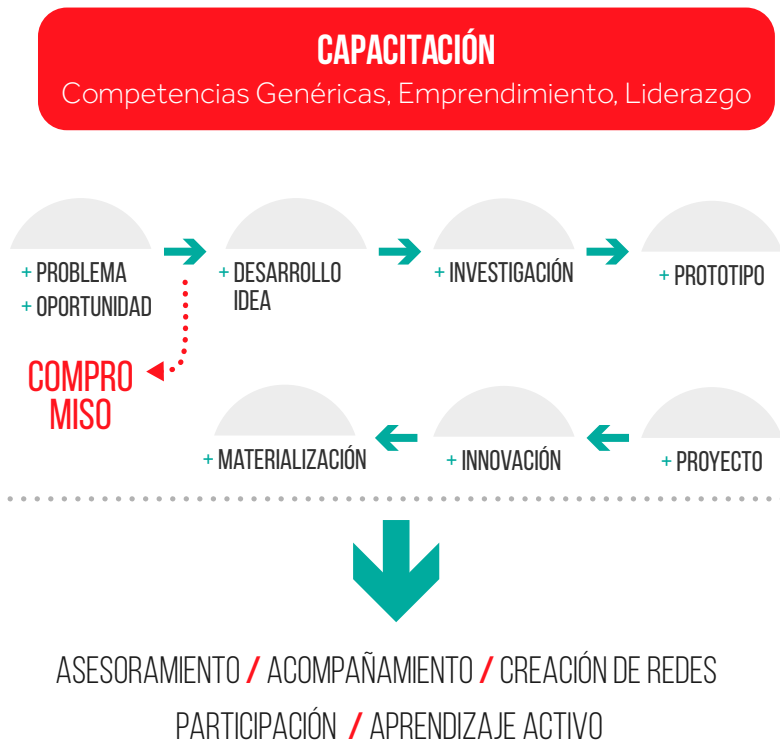 CAPACITACIÓN
Competencias Genéricas, Emprendimiento, Liderazgo
+ PROBLEMA
+ OPORTUNIDAD
+ DESARROLLO
IDEA
+ INVESTIGACIÓN
+ PROTOTIPO
COMPRO
MISO
+ MATERIALIZACIÓN
+ INNOVACIÓN
+ PROYECTO
ASESORAMIENTO / ACOMPAÑAMIENTO / CREACIÓN DE REDES
PARTICIPACIÓN / APRENDIZAJE ACTIVO